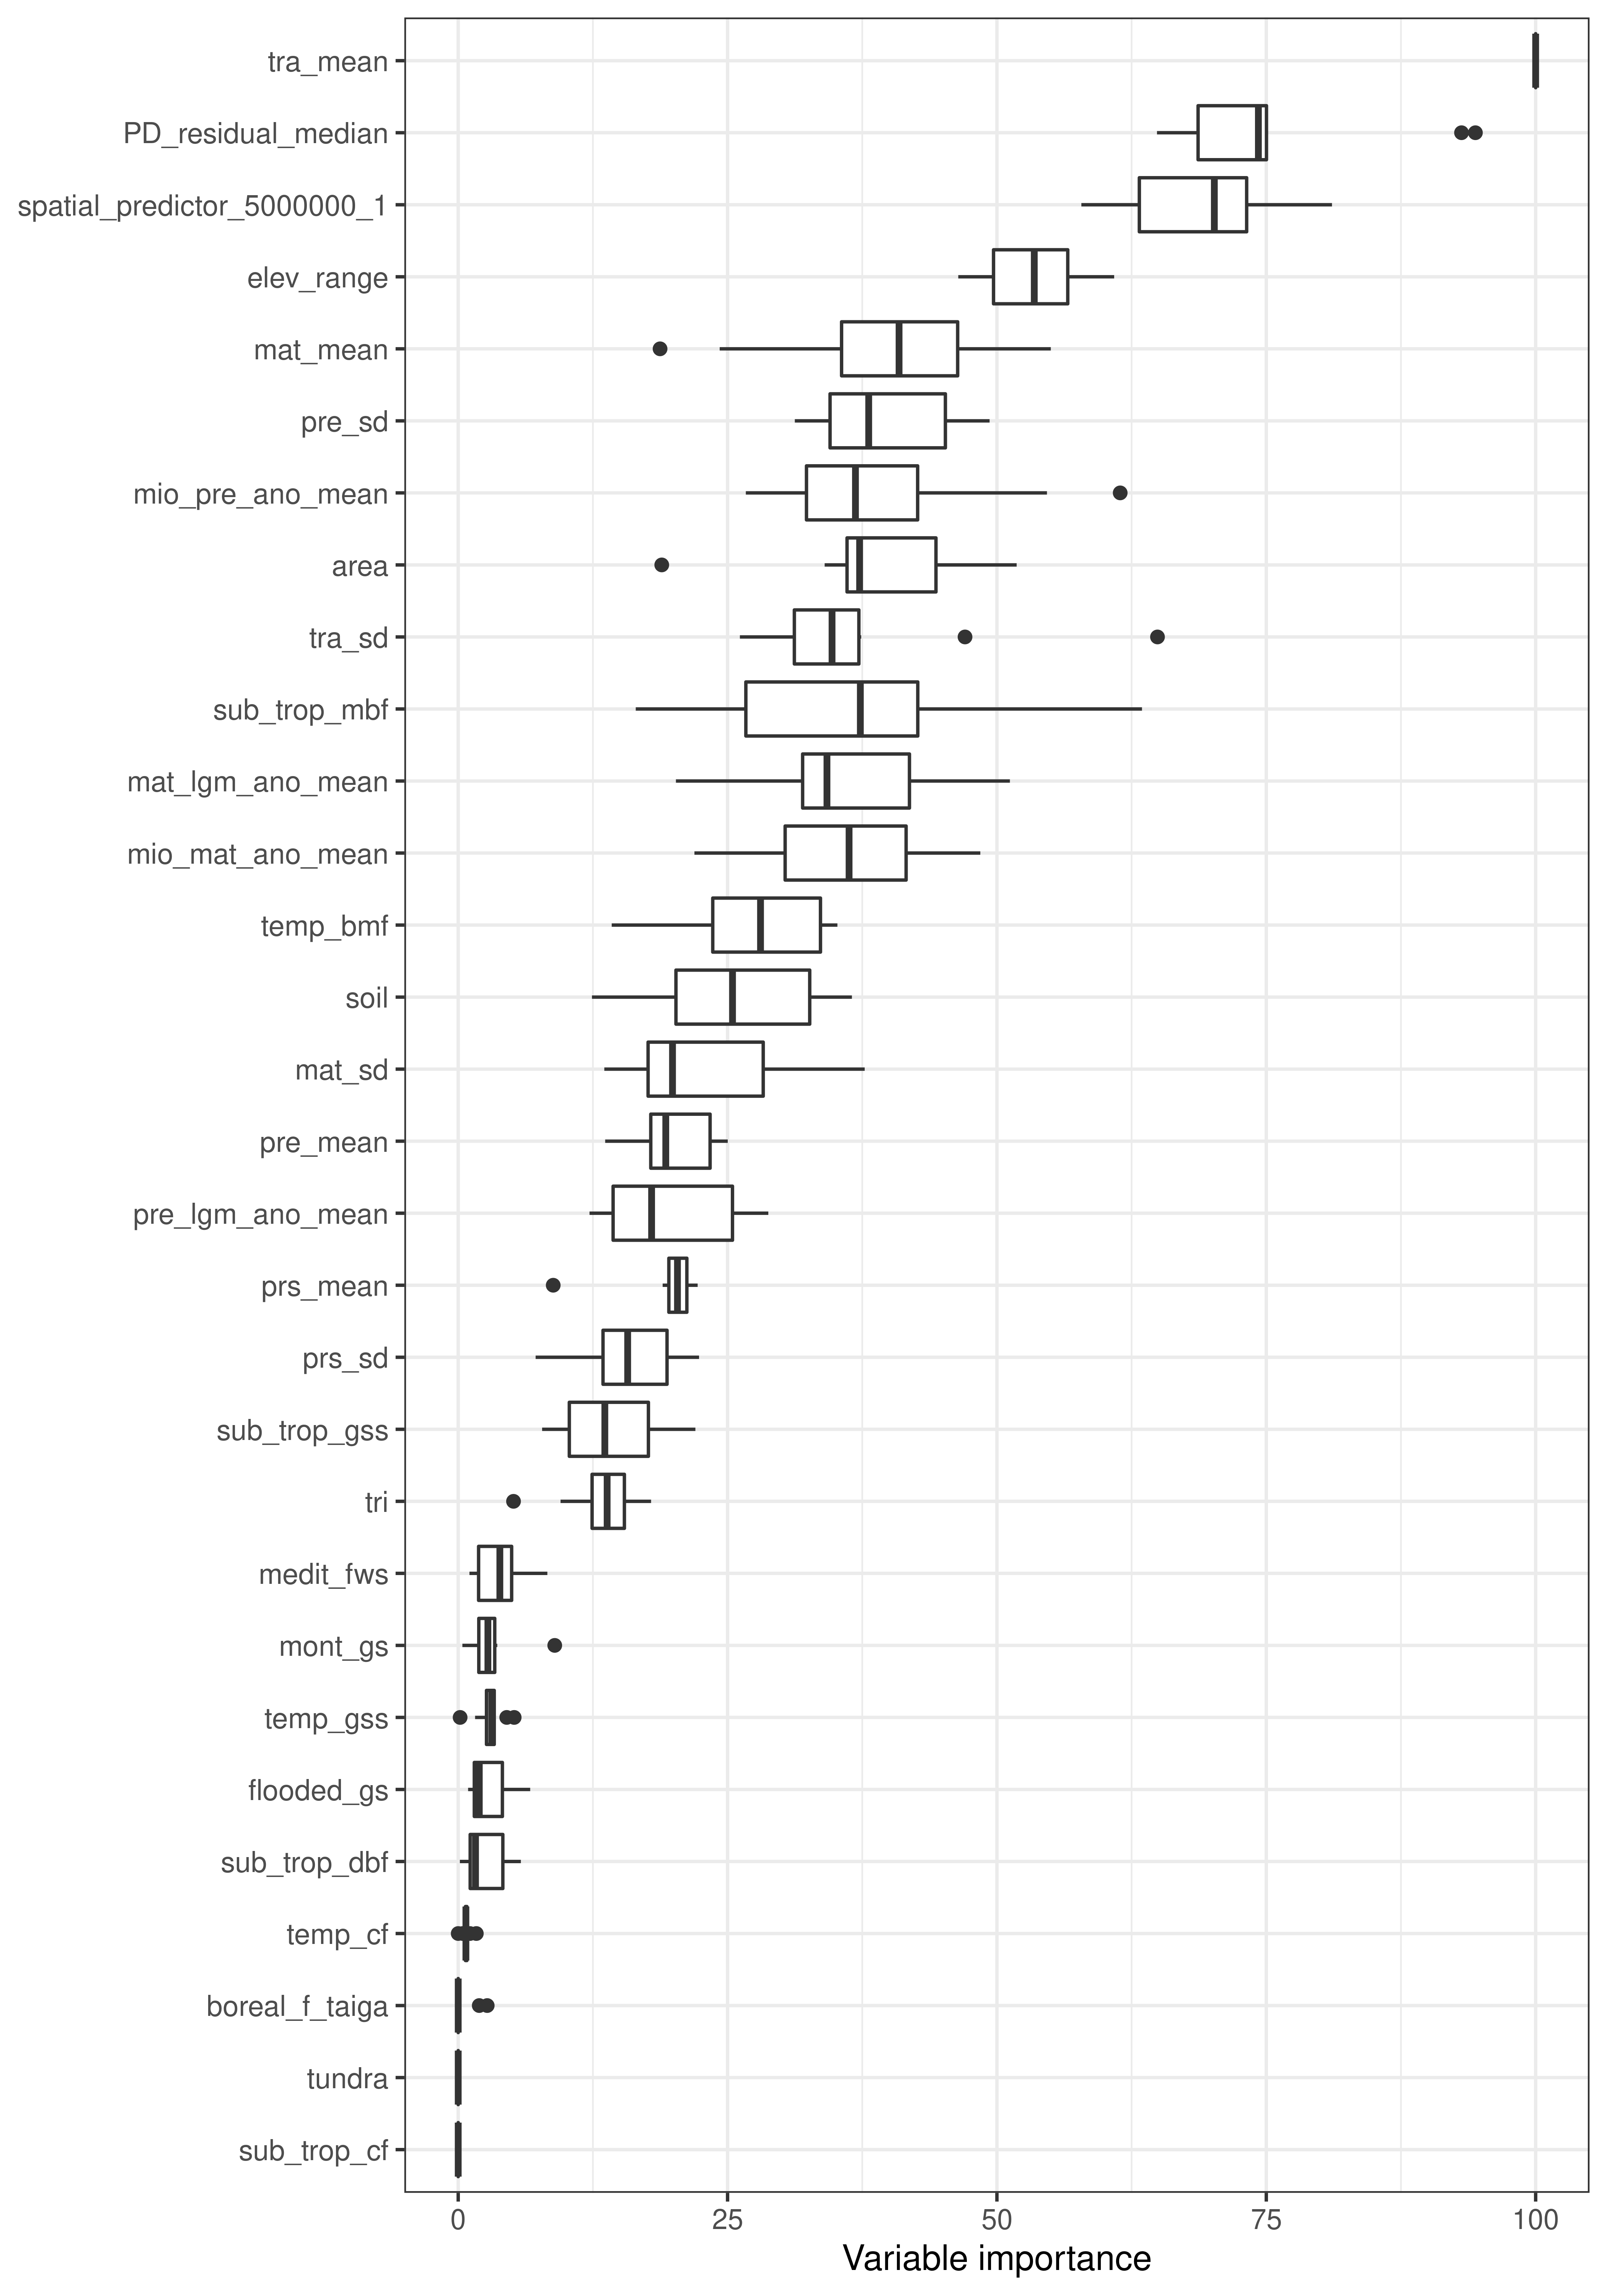 tra_mean
PD_residual_median
spatial_predictor_5000000_1
elev_range
mat_mean
pre_sd
mio_pre_ano_mean
area
tra_sd
sub_trop_mbf
mat_lgm_ano_mean
mio_mat_ano_mean
temp_bmf
soil
mat_sd
pre_mean
pre_lgm_ano_mean
prs_mean
prs_sd
sub_trop_gss
tri
medit_fws
mont_gs
temp_gss
flooded_gs
sub_trop_dbf
temp_cf
boreal_f_taiga
tundra
sub_trop_cf
0 25 50 75 100
Variable importance